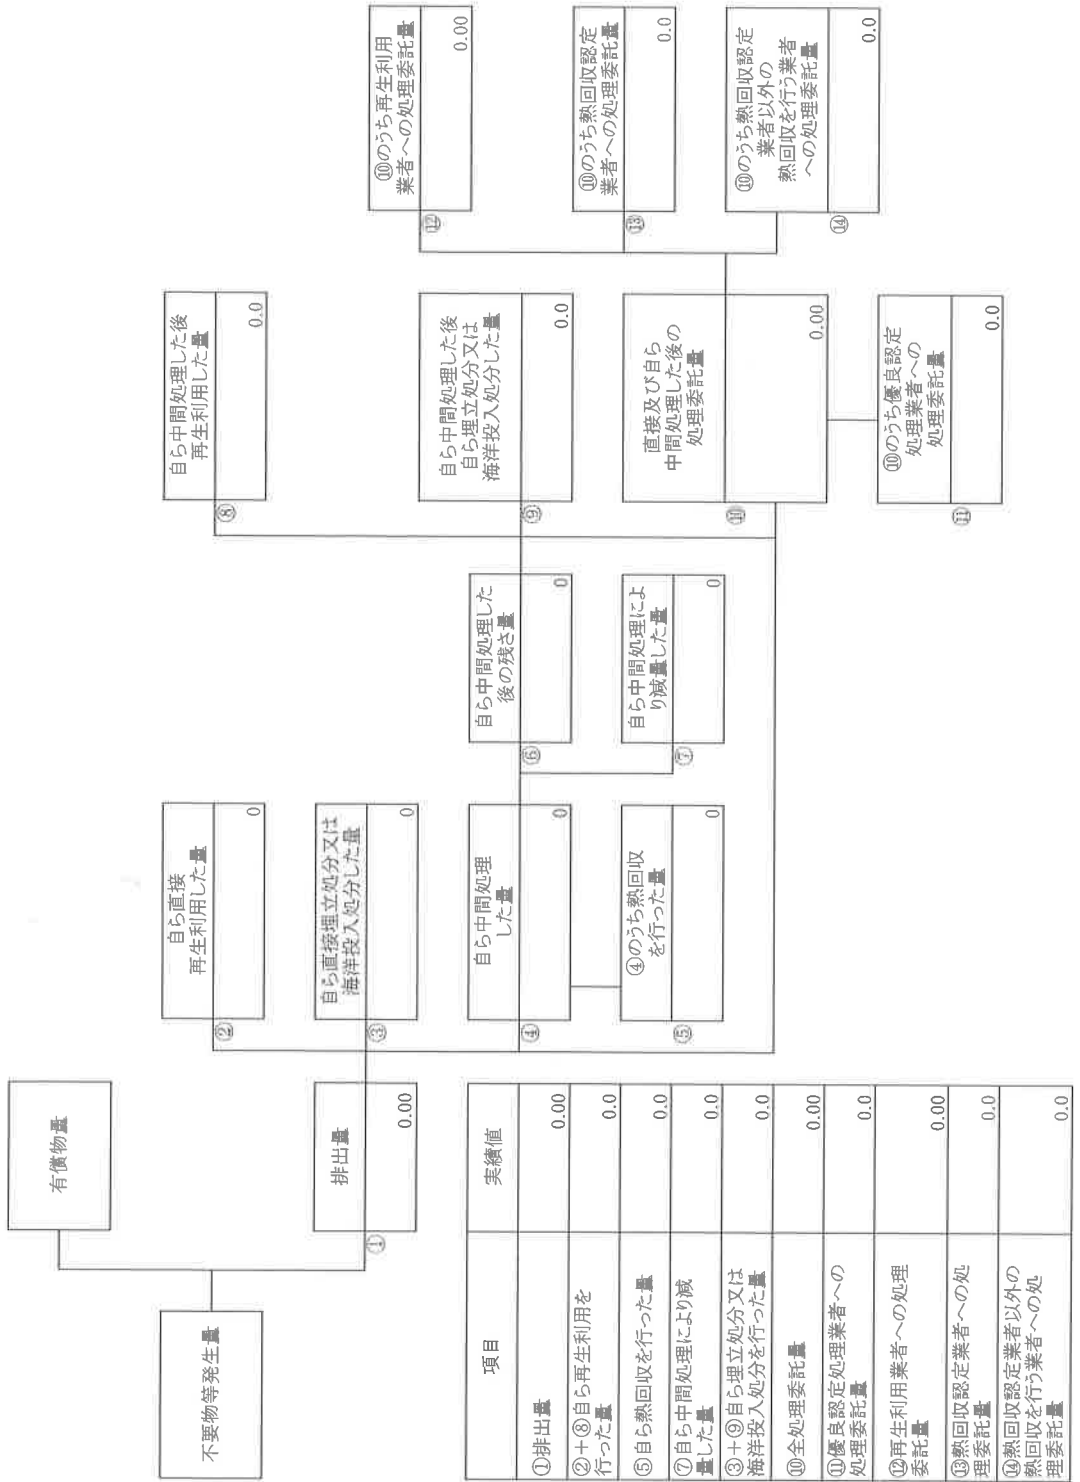 不要物等発生量
有償物量
①
排出量
0.00
②
自ら直接
再生利用した量
0
③
自ら直接埋立処分又は
海洋投入処分した量
0
④
自ら中間処理
した量
0
⑤
④のうち熱回収
を行った量
0
⑥
自ら中間処理した
後の残さ量
0
⑦
自ら中間処理によ
り減量した量
0
⑧
自ら中間処理した後
再生利用した量
0.0
⑨
自ら中間処理した後
自ら埋立処分又は
海洋投入処分した量
0.0
⑩
直接及び自ら
中間処理した後の
処理委託量
0.00
⑪
⑩のうち優良認定
処理業者への
処理委託量
0.0
⑫
⑩のうち再生利用
業者への処理委託量
0.00
⑬
⑩のうち熱回収認定
業者への処理委託量
0.0
⑭
⑩のうち熱回収認定
業者以外の
熱回収を行う業者
への処理委託量
0.0
項目 実績値
①排出量 0.00
②+⑧自ら再生利用を
行った量 0.0
⑤自ら熱回収を行った量 0.0
⑦自ら中間処理により減
量した量 0.0
③+⑨自ら埋立処分又は
海洋投入処分を行った量 0.0
⑩全処理委託量 0.00
⑪優良認定処理業者への
処理委託量 0.0
⑫再生利用業者への処理
委託量 0.00
⑬熱回収認定業者への処
理委託量 0.0
⑭熱回収認定業者以外の
熱回収を行う業者への処
理委託量 0.0